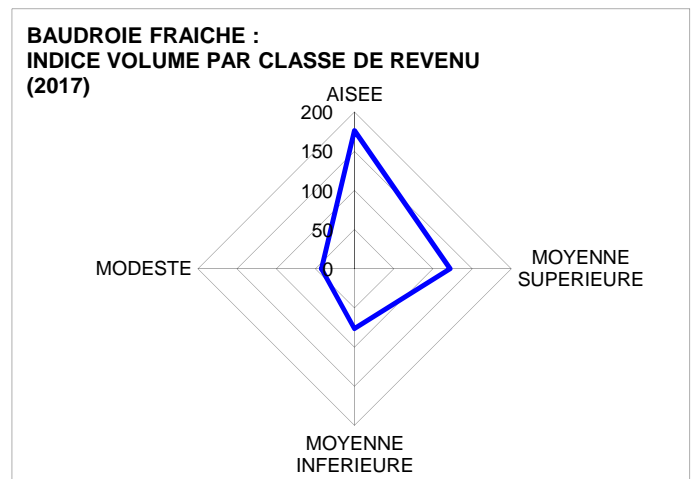 BAUDROIE FRAICHE :
INDICE VOLUME PAR CLASSE DE REVENU
(2017)
AISEE
200
150
100
50
0
MODESTE
MOYENNE
SUPERIEURE
MOYENNE
INFERIEURE